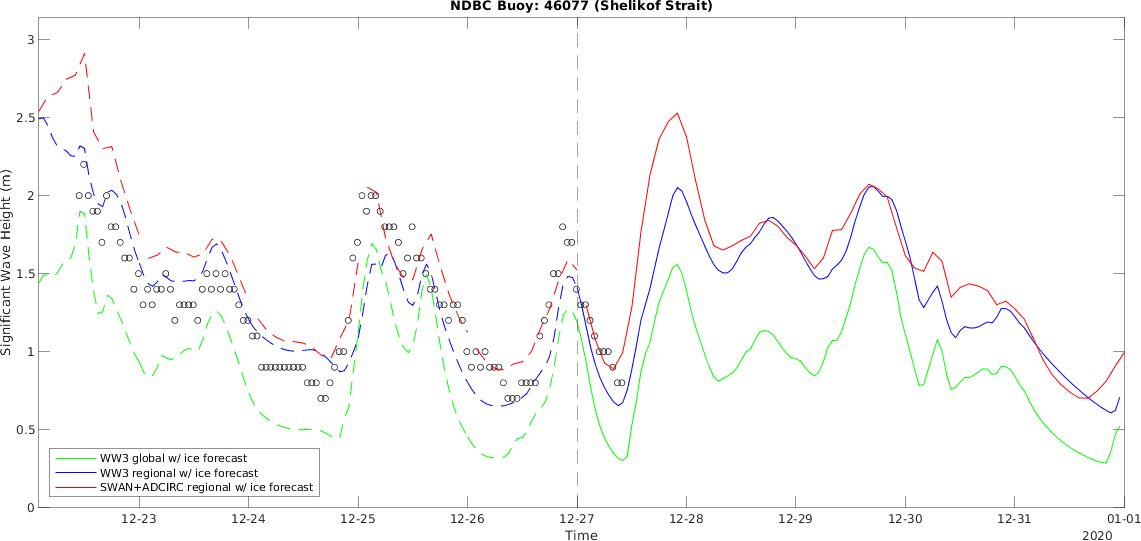 NDBC Buoy: 46077 (Shelikof Strait)
Significant Wave Height (m)
3
2.5
2
1.5
1
0.5
0
WW3 global w/ ice forecast
WW3 regional w/ ice forecast
SWAN+ADCIRC regional w/ ice forecast
12-23 12-24 12-25 12-26 12-27 12-28 12-29 12-30 12-31 01-01
Time
2020